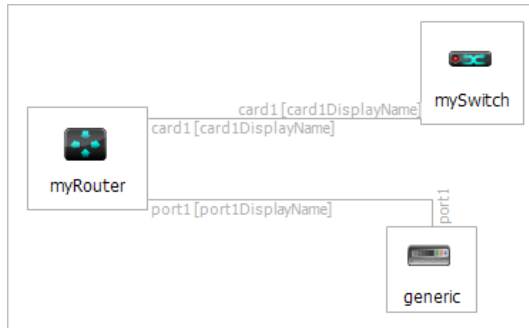 mySwitch
card1 [card1DisplayName]
card1 [card1DisplayName]
myRouter
port1 [port1DisplayName]
port1
generic